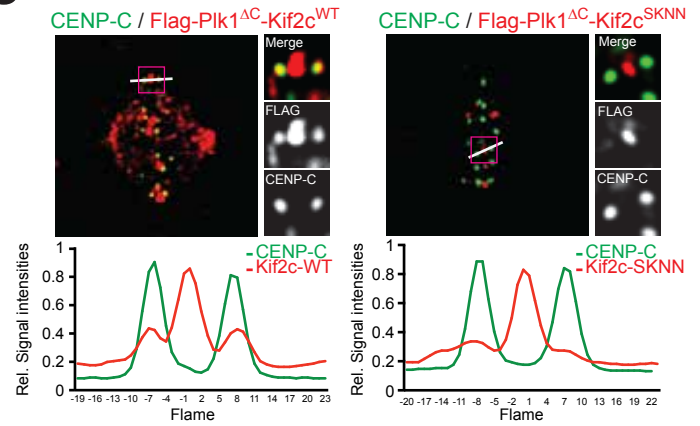 CENP-C / Flag-Plk1ΔC-Kif2cWT
Merge
FLAG
CENP-C
1
0.8
0.6
0.4
0.2
0
Rel. Signal intensities
CENP-C
Kif2c-WT
-19 -16 -13 -10 -7 -4 -1 2 5 8 11 14 17 20 23
Flame
CENP-C / Flag-Plk1ΔC-Kif2cSKNN
Merge
FLAG
CENP-C
1
0.8
0.6
0.4
0.2
0
Rel. Signal intensities
CENP-C
Kif2c-SKNN
-20 -17 -14 -11 -8 -5 -2 1 4 7 10 13 16 19 22
Flame